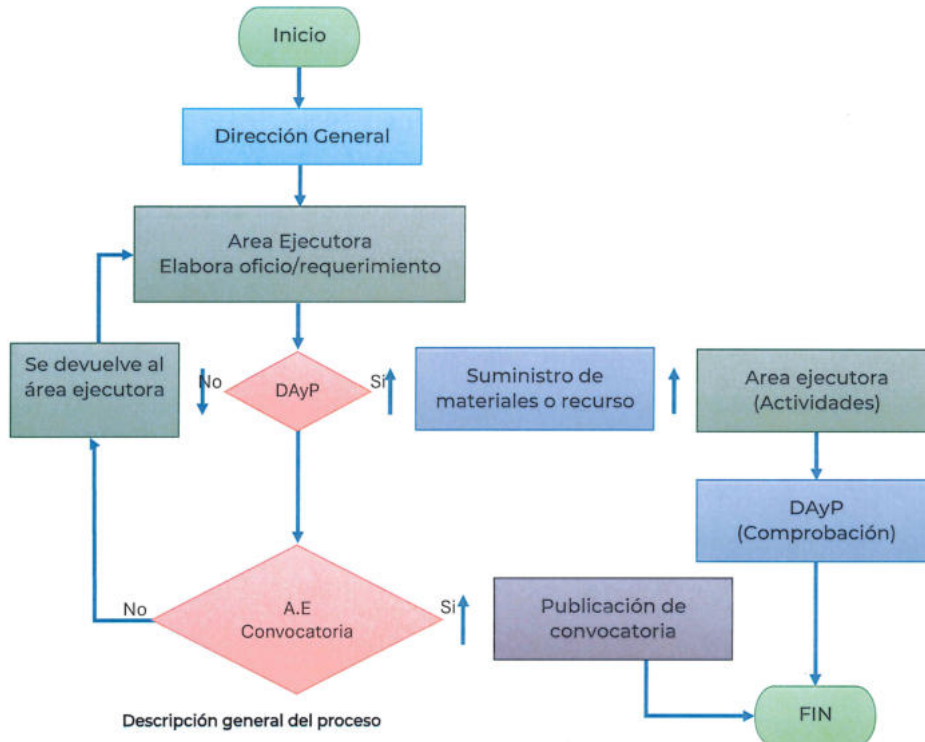 Inicio
Dirección General
Area Ejecutora
Elabora oficio/requerimiento
Se devuelve al
área ejecutora
No
DAyP
Si
Suministro de
materiales o recurso
Area ejecutora
(Actividades)
DAyP
(Comprobación)
No
A.E
Convocatoria
Si
Publicación de
convocatoria
FIN
Descripción general del proceso